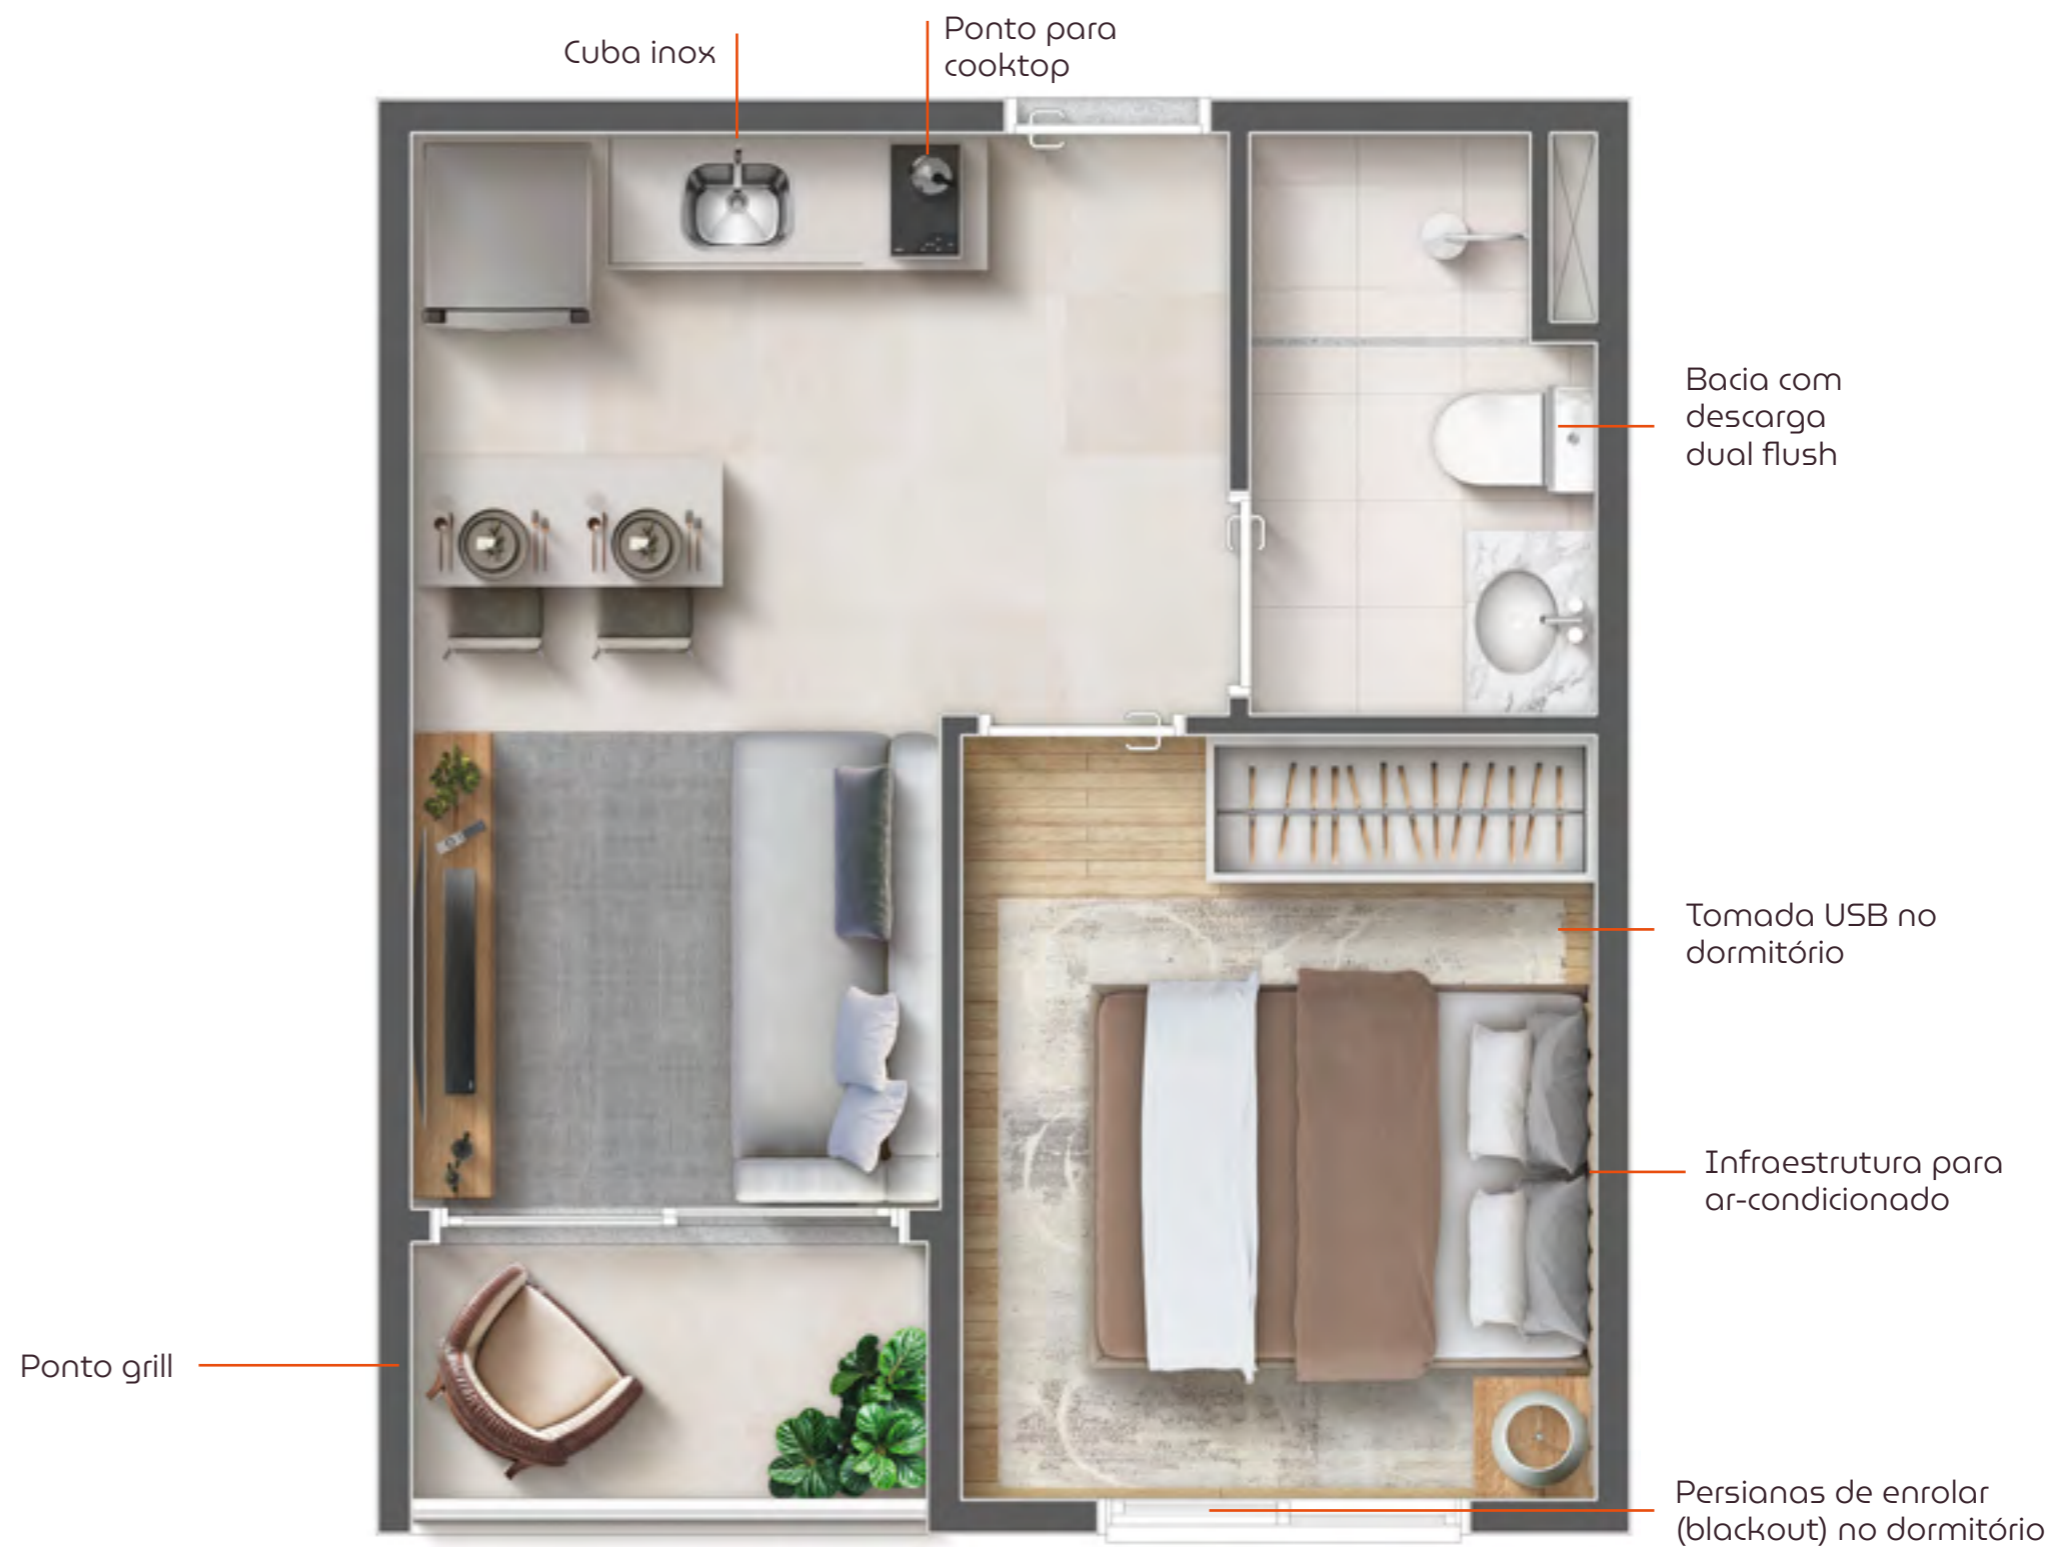 Cuba inox
Ponto para
cooktop
Bacia com
descarga
dual flush
Tomada USB no
dormitório
Infraestrutura para
ar-condicionado
Ponto grill
Persianas de enrolar
(blackout) no dormitório